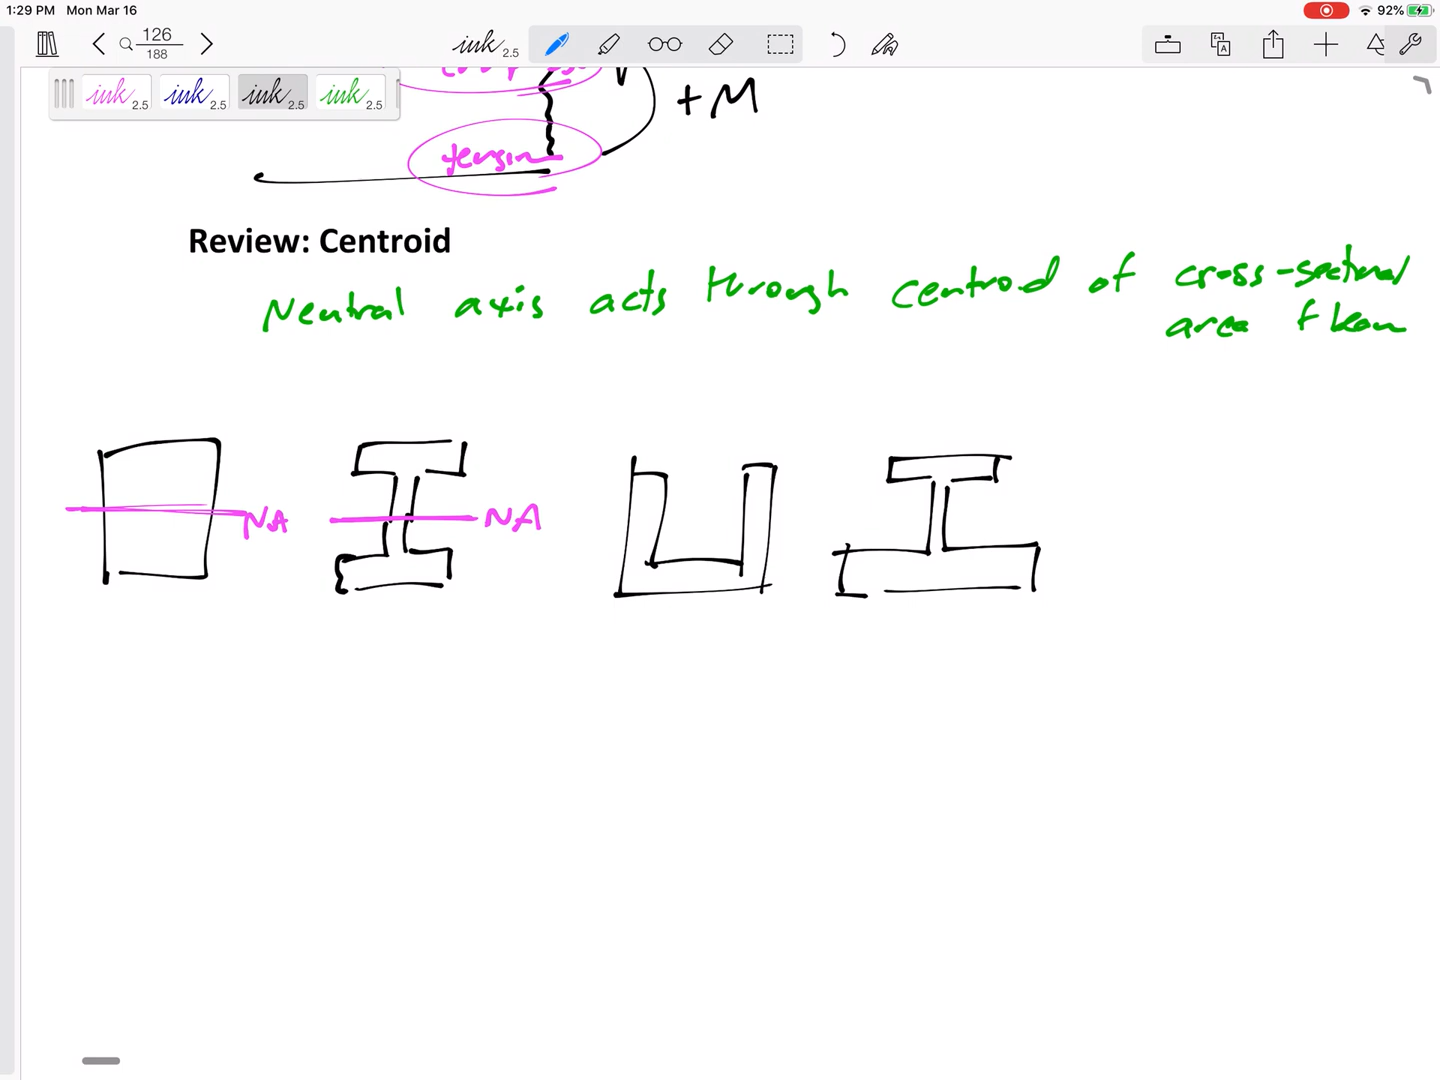 1:29 PM Mon Mar 16
92%
126
188
ink 2.5
ink 2.5 ink 2.5 ink 2.5 ink 2.5
+M
tension
Review: Centroid
Neutral axis acts through centroid of cross-sectional
area
NA
NA